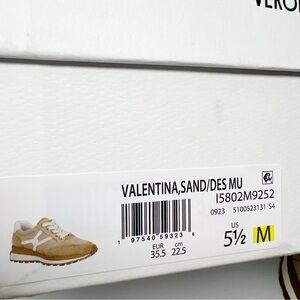 VERO
VALENTINA,SAND/DES MU
I5802M9252
0923 5100523131 S4
1 97540 59323 6
EUR cm US
35.5 22.5 5½ M